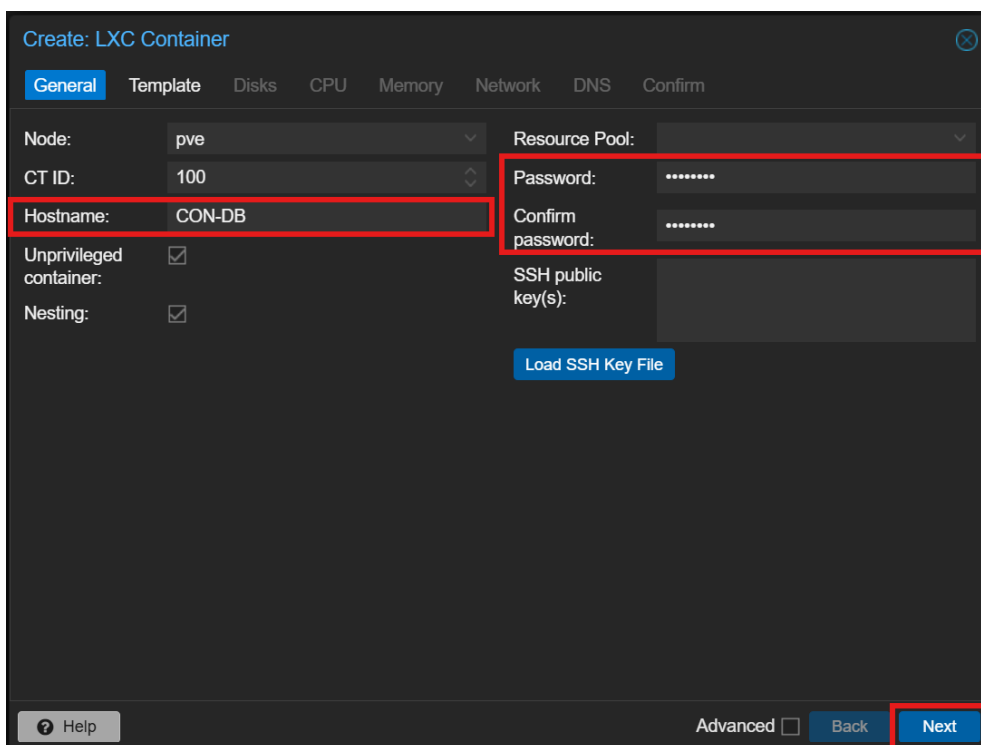 Create: LXC Container
General Template Disks CPU Memory Network DNS Confirm
Node: pve
CT ID: 100
Hostname: CON-DB
Unprivileged
container:
Nesting:
Resource Pool:
Password: ••••••••
Confirm
password: ••••••••
SSH public
key(s):
Load SSH Key File
Help Advanced Back Next